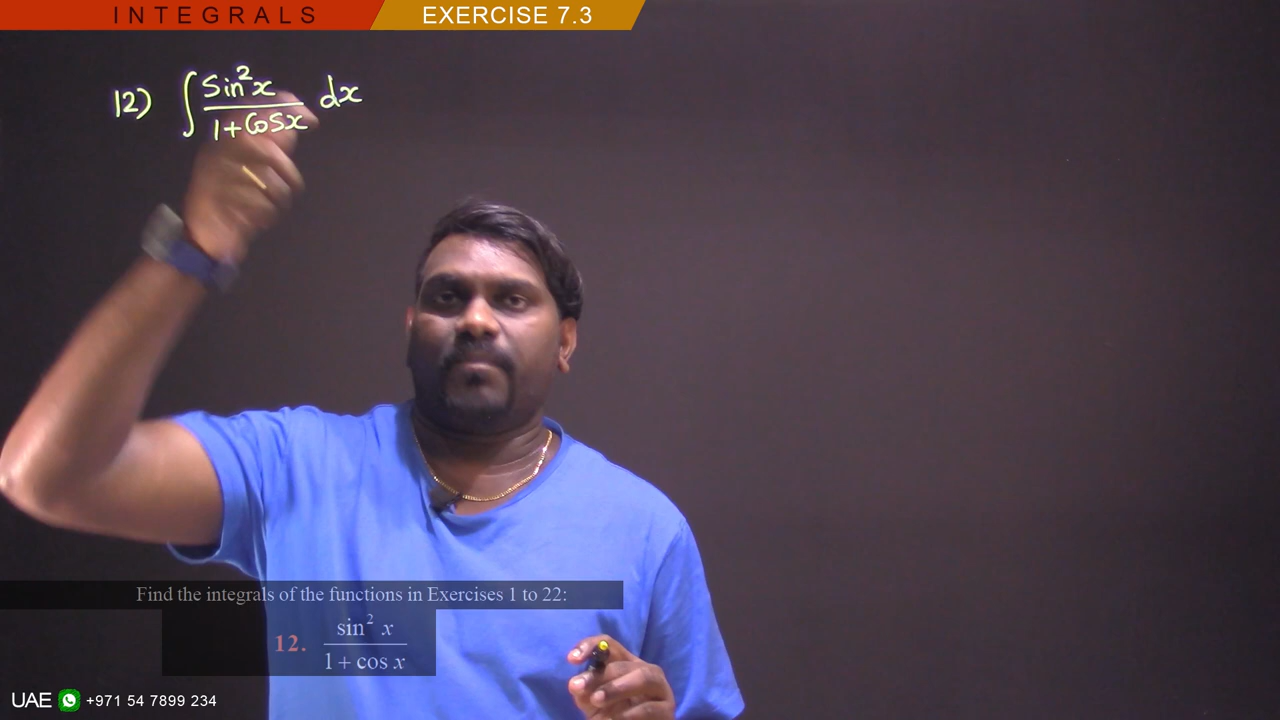 INTEGRALS EXERCISE 7.3
12) ∫ Sin²x / 1+Cosx dx
Find the integrals of the functions in Exercises 1 to 22:
12. sin² x / 1 + cos x
UAE +971 54 7899 234